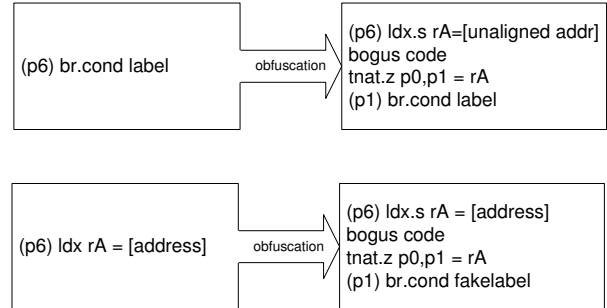 (p6) br.cond label
obfuscation
(p6) ldx.s rA=[unaligned addr]
bogus code
tnat.z p0,p1 = rA
(p1) br.cond label
(p6) ldx rA = [address]
obfuscation
(p6) ldx.s rA = [address]
bogus code
tnat.z p0,p1 = rA
(p1) br.cond fakelabel